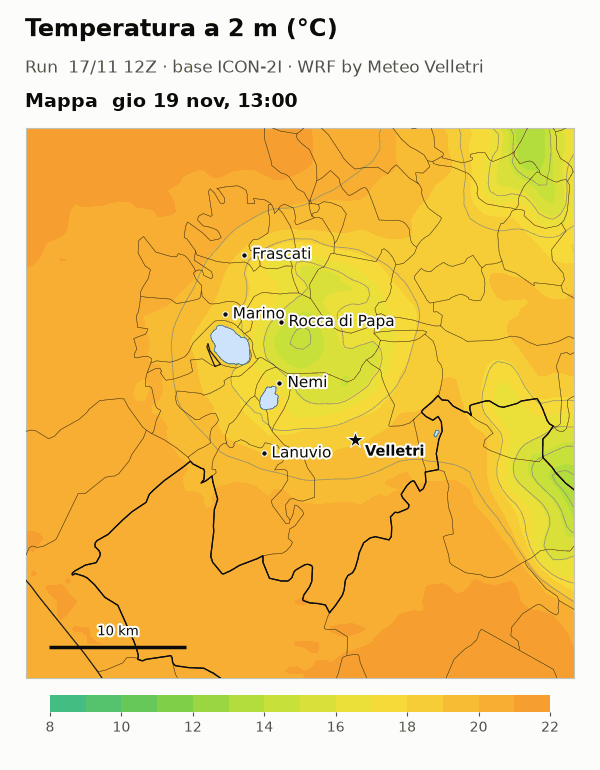 Temperatura a 2 m (°C)
Run  17/11 12Z · base ICON-2I · WRF by Meteo Velletri
Mappa  gio 19 nov, 13:00
Frascati
Marino
Rocca di Papa
Nemi
Velletri
Lanuvio
10 km
8 10 12 14 16 18 20 22